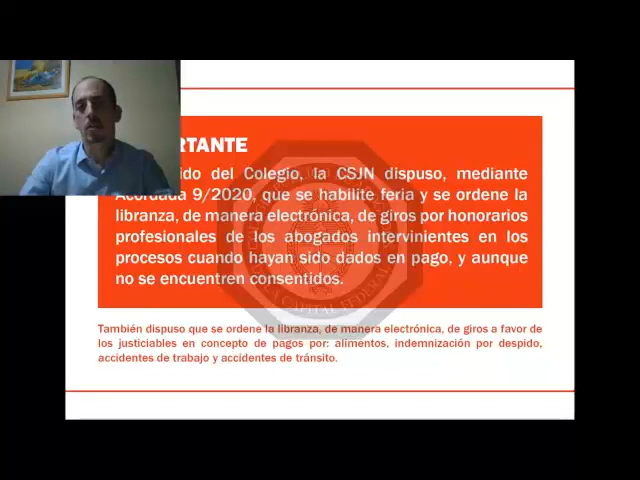 RTANTE
ido del Colegio, la CSJN dispuso, mediante
Acordada 9/2020, que se habilite feria y se ordene la
libranza, de manera electrónica, de giros por honorarios
profesionales de los abogados intervinientes en los
procesos cuando hayan sido dados en pago, y aunque
no se encuentren consentidos.
También dispuso que se ordene la libranza, de manera electrónica, de giros a favor de
los justiciables en concepto de pagos por: alimentos, indemnización por despido,
accidentes de trabajo y accidentes de tránsito.
CAPITAL FEDERAL